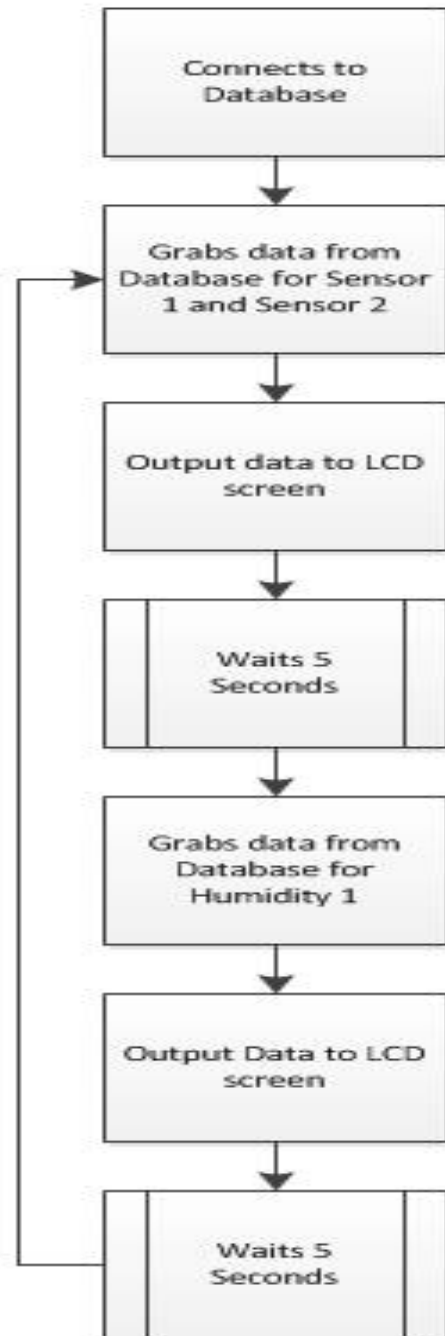 Connects to
Database
Grabs data from
Database for Sensor
1 and Sensor 2
Output data to LCD
screen
Waits 5
Seconds
Grabs data from
Database for
Humidity 1
Output Data to LCD
screen
Waits 5
Seconds